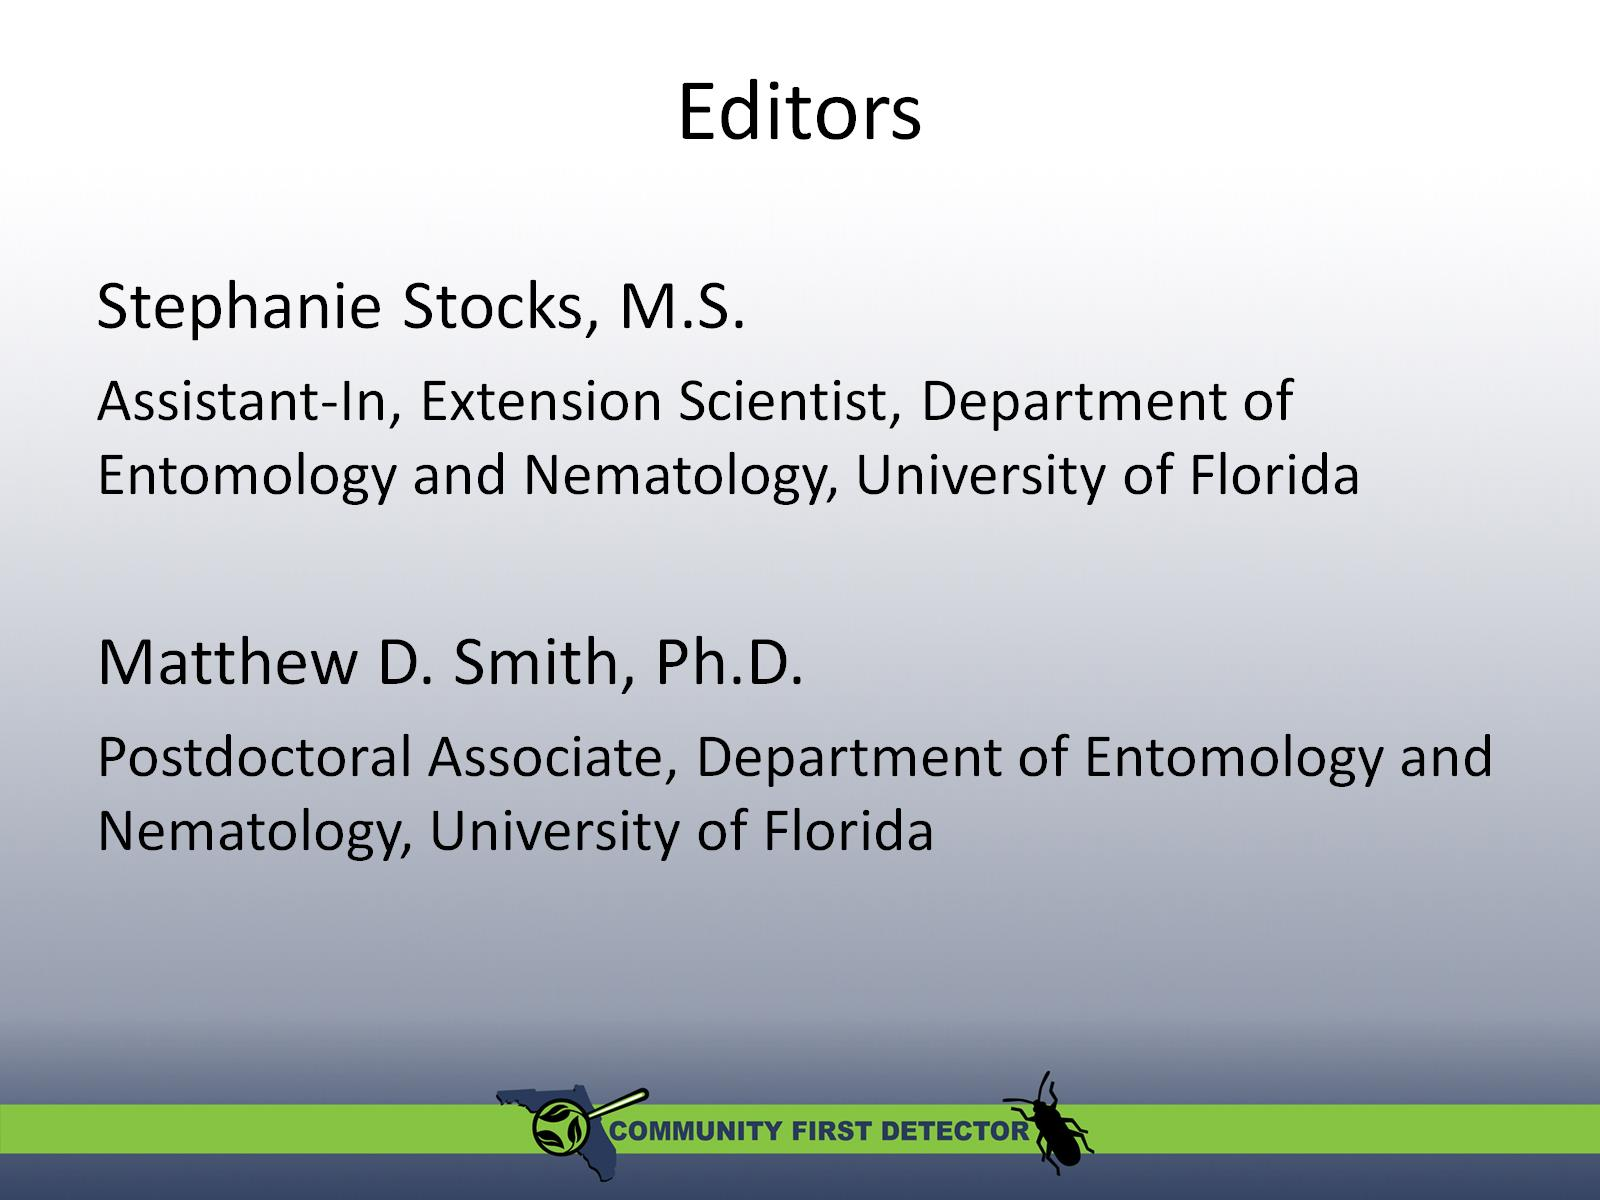 Editors
Stephanie Stocks, M.S.
Assistant-In, Extension Scientist, Department of
Entomology and Nematology, University of Florida
Matthew D. Smith, Ph.D.
Postdoctoral Associate, Department of Entomology and
Nematology, University of Florida
COMMUNITY FIRST DETECTOR